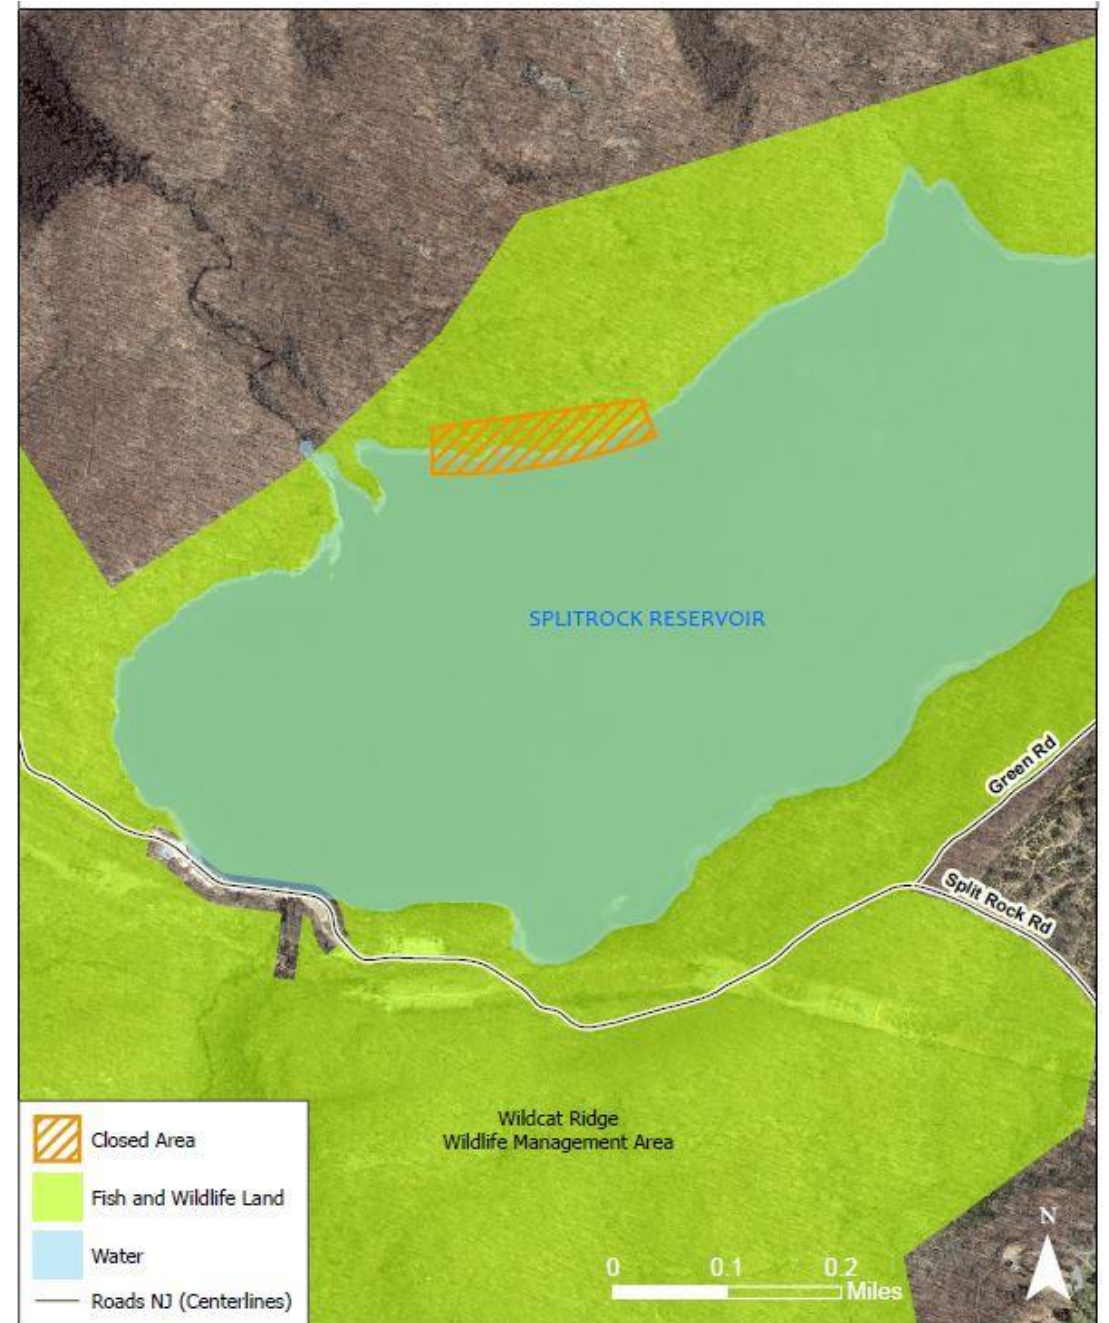 SPLITROCK RESERVOIR
Green Rd
Split Rock Rd
Wildcat Ridge
Wildlife Management Area
Closed Area
Fish and Wildlife Land
Water
Roads NJ (Centerlines)
0 0.1 0.2
Miles
N